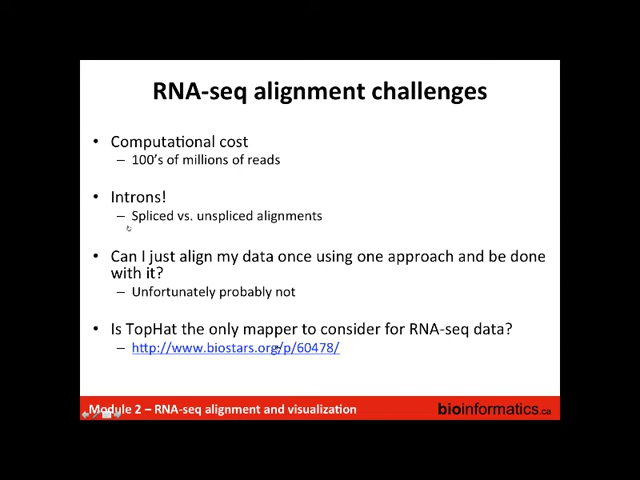 RNA-seq alignment challenges
• Computational cost
– 100's of millions of reads
• Introns!
– Spliced vs. unspliced alignments
• Can I just align my data once using one approach and be done
with it?
– Unfortunately probably not
• Is TopHat the only mapper to consider for RNA-seq data?
– http://www.biostars.org/p/60478/
Module 2 – RNA-seq alignment and visualization
bioinformatics.ca